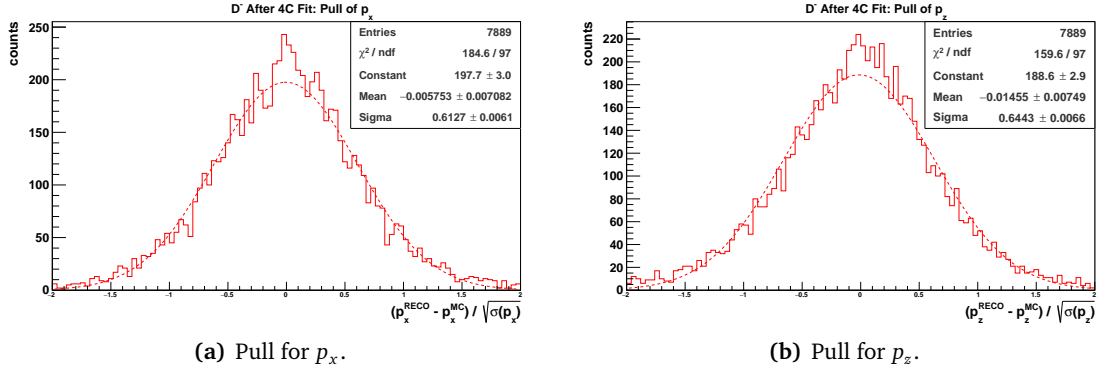 D⁻ After 4C Fit: Pull of pₓ
counts
250
200
150
100
50
0
Entries 7889
χ² / ndf 184.6 / 97
Constant 197.7 ± 3.0
Mean −0.005753 ± 0.007082
Sigma 0.6127 ± 0.0061
−2 −1.5 −1 −0.5 0 0.5 1 1.5 2
(pₓᴿᴱᶜᴼ - pₓᴹᶜ) / √σ(pₓ)
(a) Pull for pₓ.
D⁻ After 4C Fit: Pull of p_z
counts
220
200
180
160
140
120
100
80
60
40
20
0
Entries 7889
χ² / ndf 159.6 / 97
Constant 188.6 ± 2.9
Mean −0.01455 ± 0.00749
Sigma 0.6443 ± 0.0066
−2 −1.5 −1 −0.5 0 0.5 1 1.5 2
(p_zᴿᴱᶜᴼ - p_zᴹᶜ) / √σ(p_z)
(b) Pull for p_z.